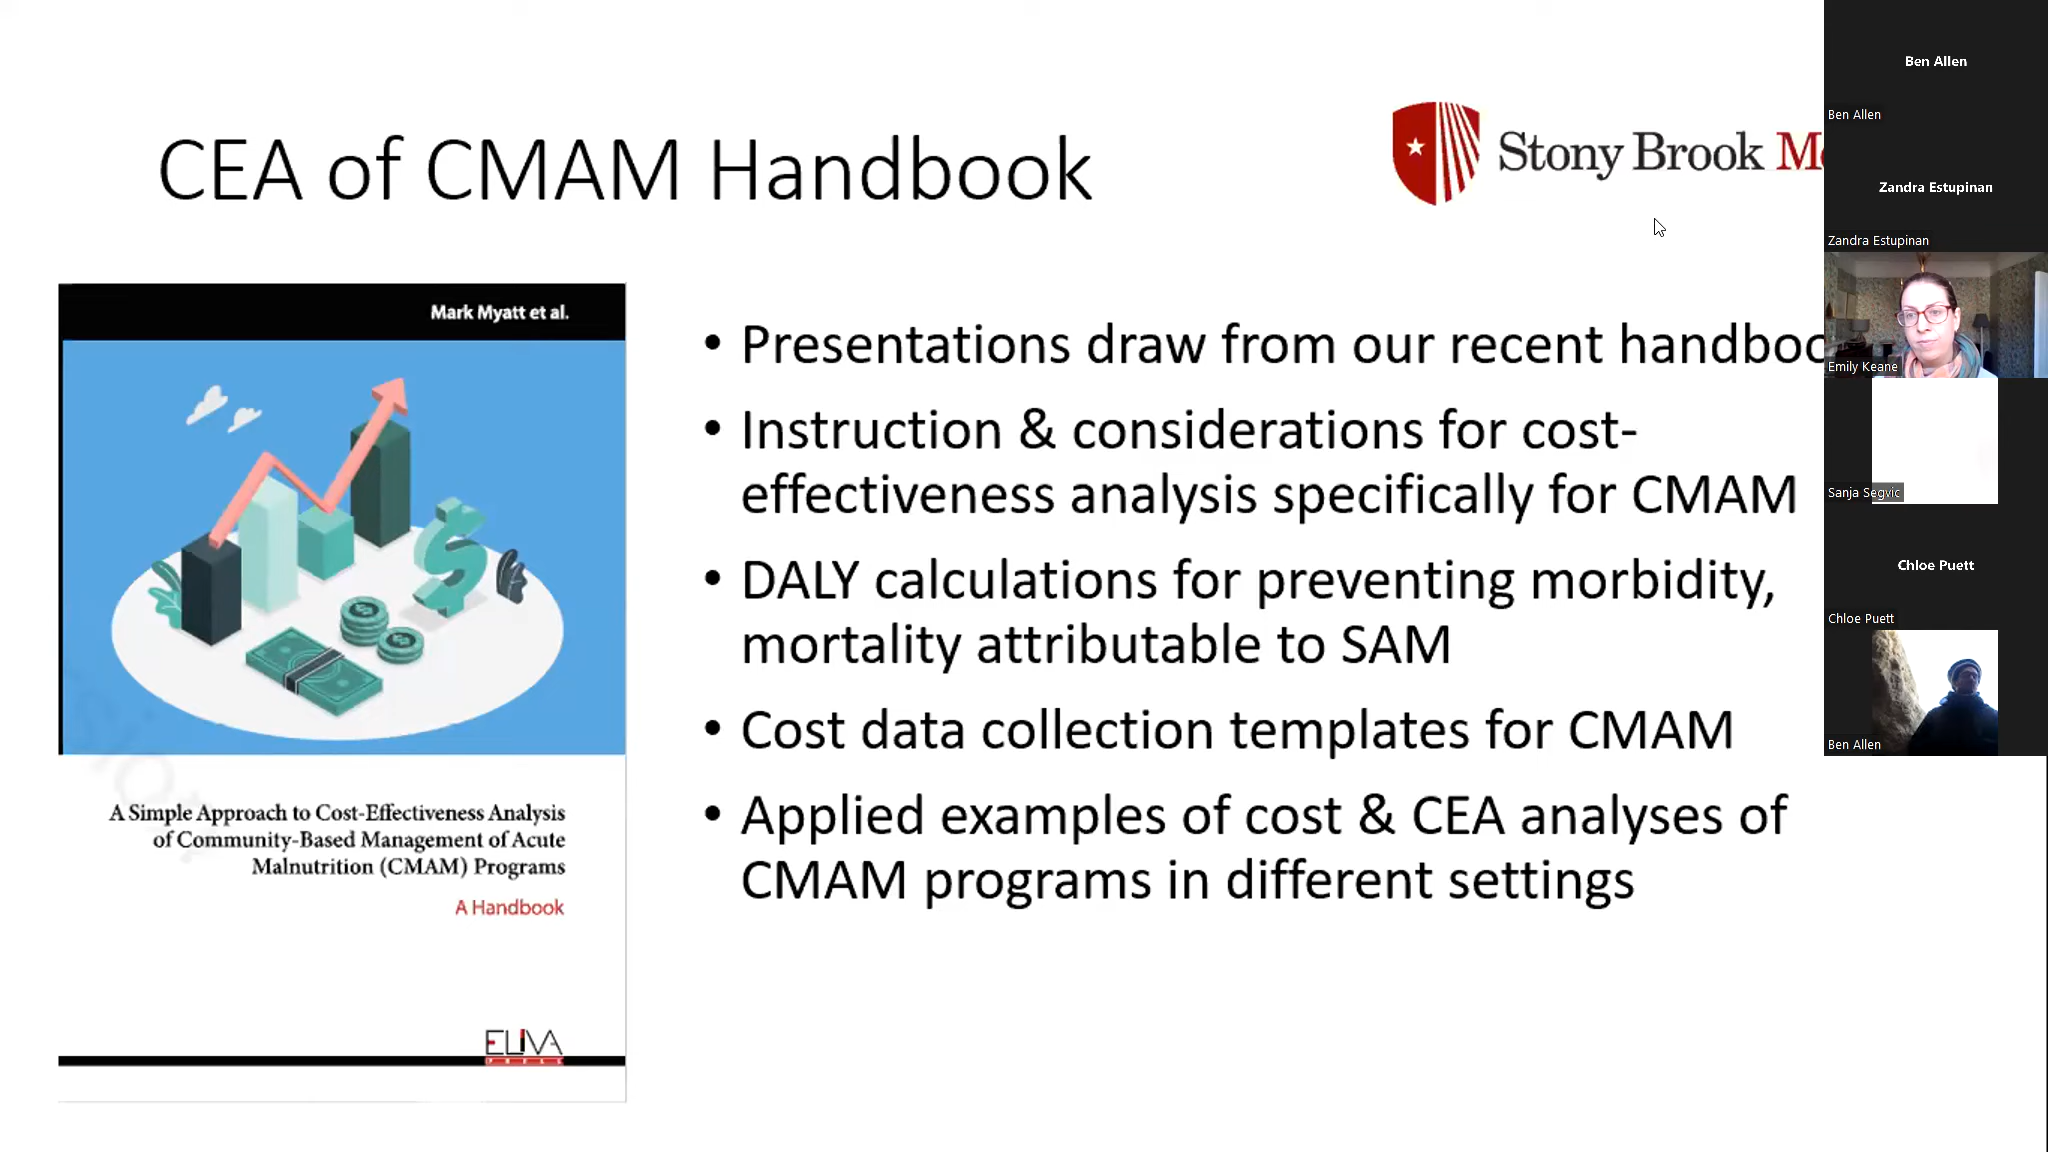 CEA of CMAM Handbook
Stony Brook
Mark Myatt et al.
A Simple Approach to Cost-Effectiveness Analysis
of Community-Based Management of Acute
Malnutrition (CMAM) Programs
A Handbook
ELIVA
• Presentations draw from our recent
• Instruction & considerations for cost-
effectiveness analysis specifically for CMAM
• DALY calculations for preventing morbidity,
mortality attributable to SAM
• Cost data collection templates for CMAM
• Applied examples of cost & CEA analyses of
CMAM programs in different settings
Ben Allen
Ben Allen
Zandra Estupinan
Zandra Estupinan
Emily Keane
Sanja Segvic
Chloe Puett
Chloe Puett
Ben Allen